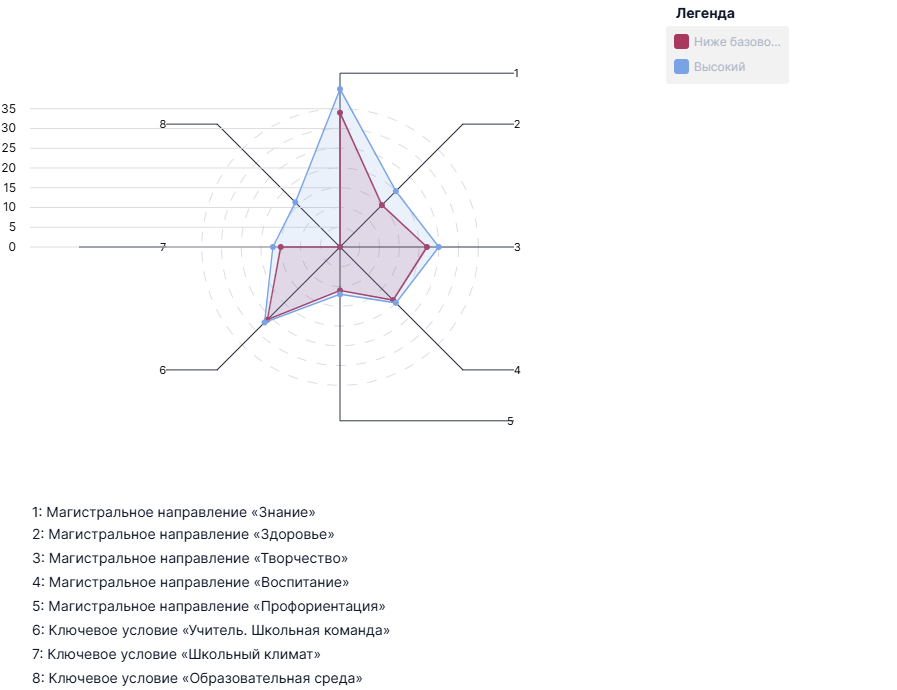 Легенда
Ниже базово...
Высокий
1
2
3
4
5
6
7
8
35
30
25
20
15
10
5
0
1: Магистральное направление «Знание»
2: Магистральное направление «Здоровье»
3: Магистральное направление «Творчество»
4: Магистральное направление «Воспитание»
5: Магистральное направление «Профориентация»
6: Ключевое условие «Учитель. Школьная команда»
7: Ключевое условие «Школьный климат»
8: Ключевое условие «Образовательная среда»